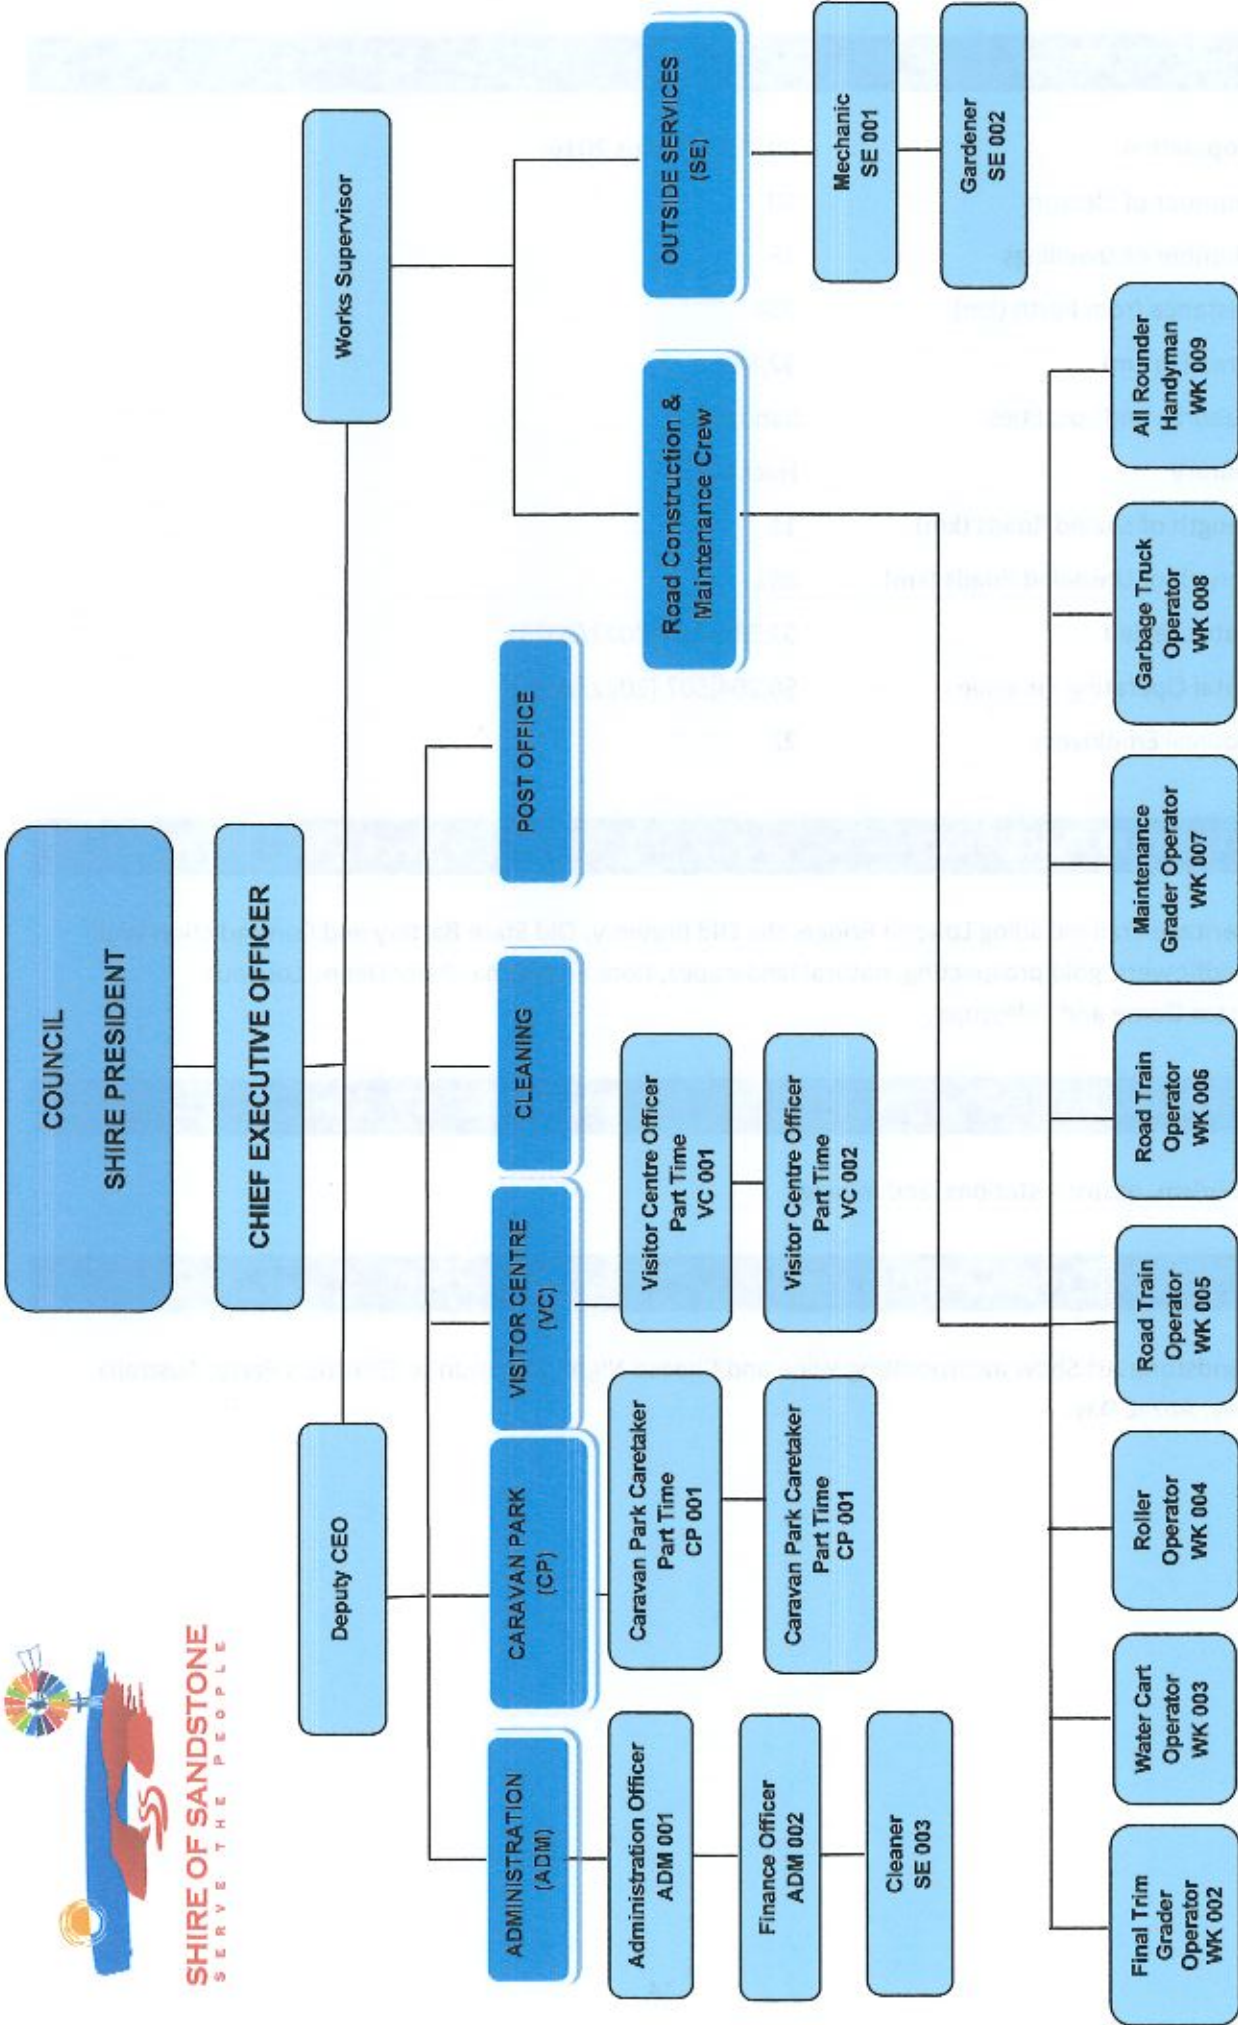 SHIRE OF SANDSTONE
SERVE THE PEOPLE
COUNCIL
SHIRE PRESIDENT
CHIEF EXECUTIVE OFFICER
Deputy CEO
Works Supervisor
ADMINISTRATION
(ADM)
CARAVAN PARK
(CP)
VISITOR CENTRE
(VC)
CLEANING
POST OFFICE
Road Construction &
Maintenance Crew
OUTSIDE SERVICES
(SE)
Administration Officer
ADM 001
Finance Officer
ADM 002
Cleaner
SE 003
Caravan Park Caretaker
Part Time
CP 001
Caravan Park Caretaker
Part Time
CP 001
Visitor Centre Officer
Part Time
VC 001
Visitor Centre Officer
Part Time
VC 002
Mechanic
SE 001
Gardener
SE 002
Final Trim
Grader
Operator
WK 002
Water Cart
Operator
WK 003
Roller
Operator
WK 004
Road Train
Operator
WK 005
Road Train
Operator
WK 006
Maintenance
Grader Operator
WK 007
Garbage Truck
Operator
WK 008
All Rounder
Handyman
WK 009